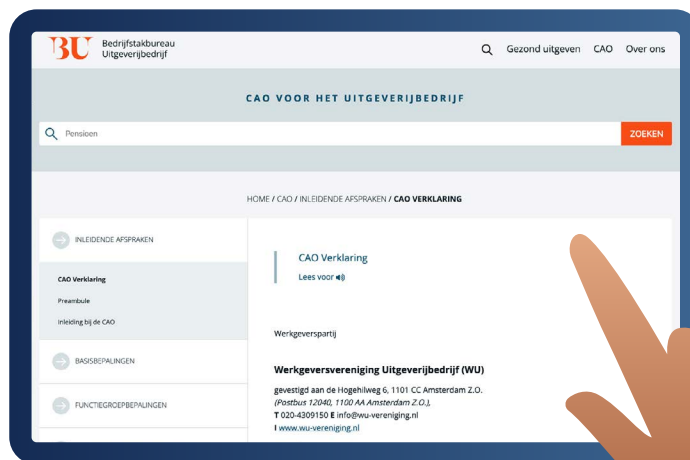 BU Bedrijfstakbureau
Uitgeverijbedrijf
Gezond uitgeven CAO Over ons
CAO VOOR HET UITGEVERIJBEDRIJF
Pensioen
ZOEKEN
HOME / CAO / INLEIDENDE AFSPRAKEN / CAO VERKLARING
INLEIDENDE AFSPRAKEN
CAO Verklaring
Preambule
Inleiding bij de CAO
BASISBEPALINGEN
FUNCTIEGROEPBEPALINGEN
CAO Verklaring
Lees voor
Werkgeverspartij
Werkgeversvereniging Uitgeverijbedrijf (WU)
gevestigd aan de Hogehilweg 6, 1101 CC Amsterdam Z.O.
(Postbus 12040, 1100 AA Amsterdam Z.O.),
T 020-4309150 E info@wu-vereniging.nl
I www.wu-vereniging.nl